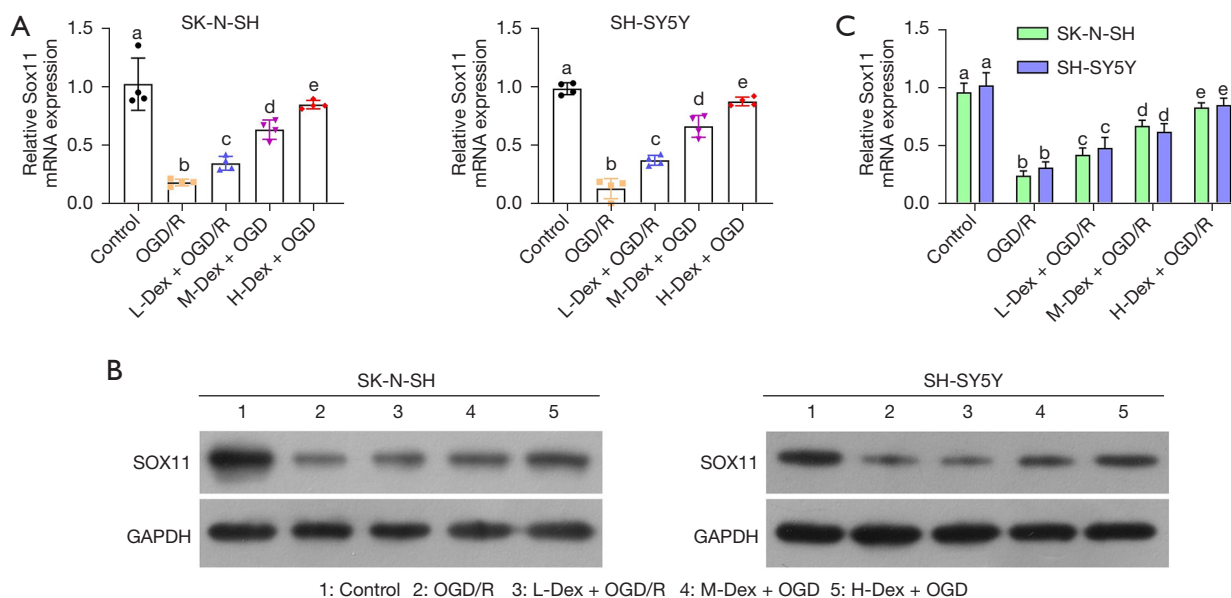 A
SK-N-SH
Relative Sox11
mRNA expression
1.5
1.0
0.5
0.0
a
b
c
d
e
Control
OGD/R
L-Dex + OGD/R
M-Dex + OGD
H-Dex + OGD
SH-SY5Y
Relative Sox11
mRNA expression
1.5
1.0
0.5
0.0
a
b
c
d
e
Control
OGD/R
L-Dex + OGD/R
M-Dex + OGD
H-Dex + OGD
C
SK-N-SH
SH-SY5Y
Relative Sox11
mRNA expression
1.5
1.0
0.5
0.0
a a
b b
c c
d d
e e
Control
OGD/R
L-Dex + OGD/R
M-Dex + OGD/R
H-Dex + OGD/R
B
SK-N-SH
1 2 3 4 5
SOX11
GAPDH
SH-SY5Y
1 2 3 4 5
SOX11
GAPDH
1: Control 2: OGD/R 3: L-Dex + OGD/R 4: M-Dex + OGD 5: H-Dex + OGD